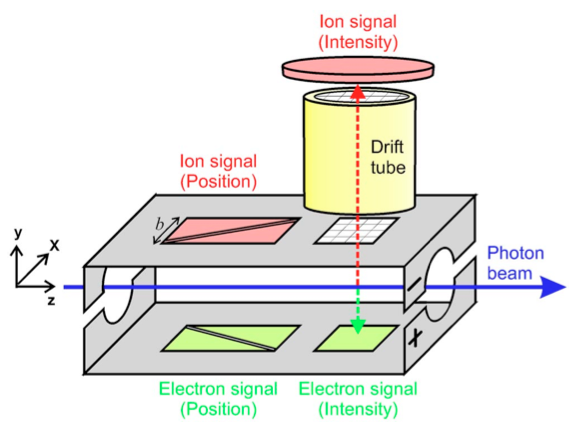 Ion signal
(Intensity)
Drift
tube
Ion signal
(Position)
b
y
x
z
Photon
beam
−
+
Electron signal
(Position)
Electron signal
(Intensity)